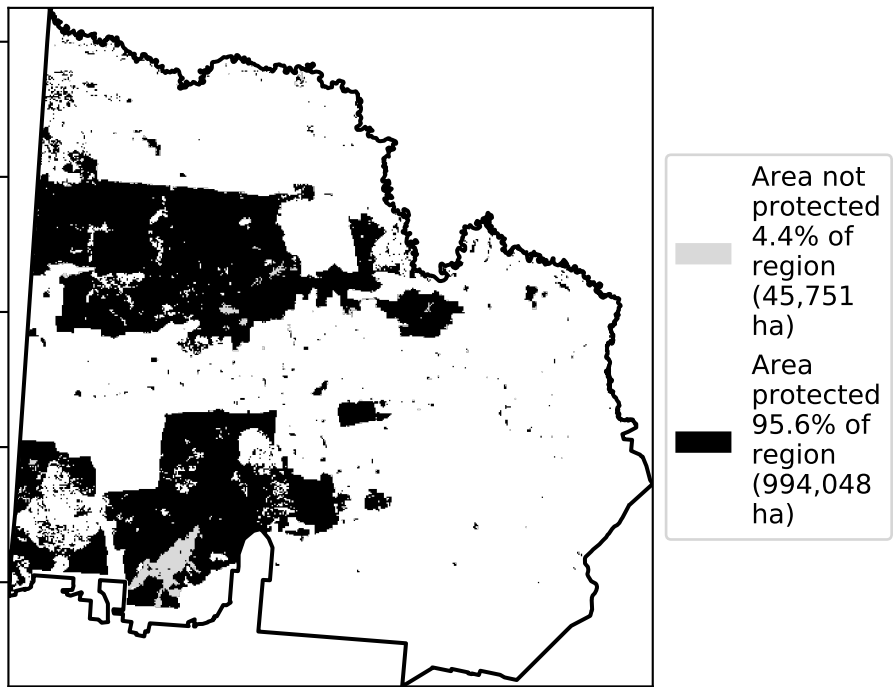 Area not
protected
4.4% of
region
(45,751
ha)
Area
protected
95.6% of
region
(994,048
ha)